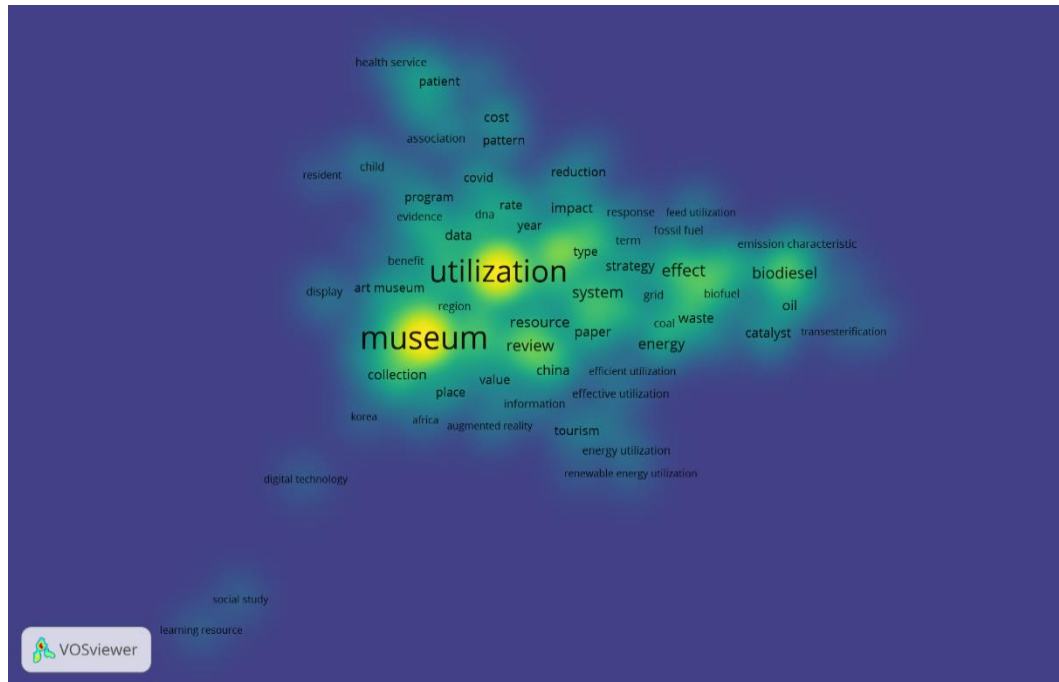 health service
patient
cost
association
pattern
child
resident
reduction
covid
program
rate
impact
response
feed utilization
evidence
dna
year
fossil fuel
data
term
emission characteristic
type
benefit
utilization
strategy
effect
biodiesel
display
art museum
system
grid
biofuel
region
oil
resource
coal
waste
museum
paper
catalyst
transesterification
review
energy
collection
china
efficient utilization
value
place
effective utilization
information
korea
africa
augmented reality
tourism
energy utilization
digital technology
renewable energy utilization
social study
learning resource
VOSviewer